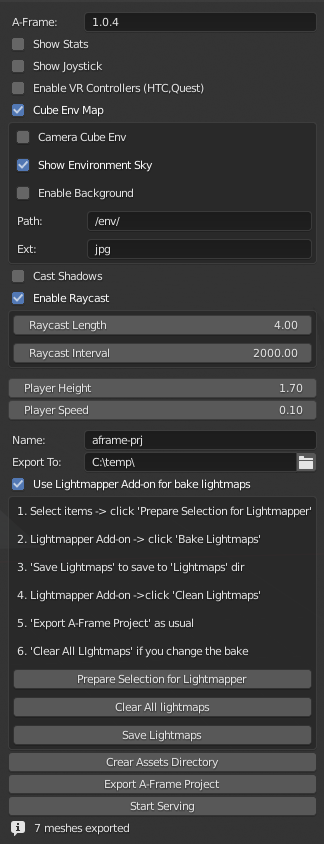 A-Frame: 1.0.4
Show Stats
Show Joystick
Enable VR Controllers (HTC,Quest)
Cube Env Map
Camera Cube Env
Show Environment Sky
Enable Background
Path: /env/
Ext: jpg
Cast Shadows
Enable Raycast
Raycast Length 4.00
Raycast Interval 2000.00
Player Height 1.70
Player Speed 0.10
Name: aframe-prj
Export To: C:\temp\
Use Lightmapper Add-on for bake lightmaps
1. Select items -> click 'Prepare Selection for Lightmapper'
2. Lightmapper Add-on -> click 'Bake Lightmaps'
3. 'Save Lightmaps' to save to 'Lightmaps' dir
4. Lightmapper Add-on ->click 'Clean Lightmaps'
5. 'Export A-Frame Project' as usual
6. 'Clear All LIghtmaps' if you change the bake
Prepare Selection for Lightmapper
Clear All lightmaps
Save Lightmaps
Crear Assets Directory
Export A-Frame Project
Start Serving
7 meshes exported